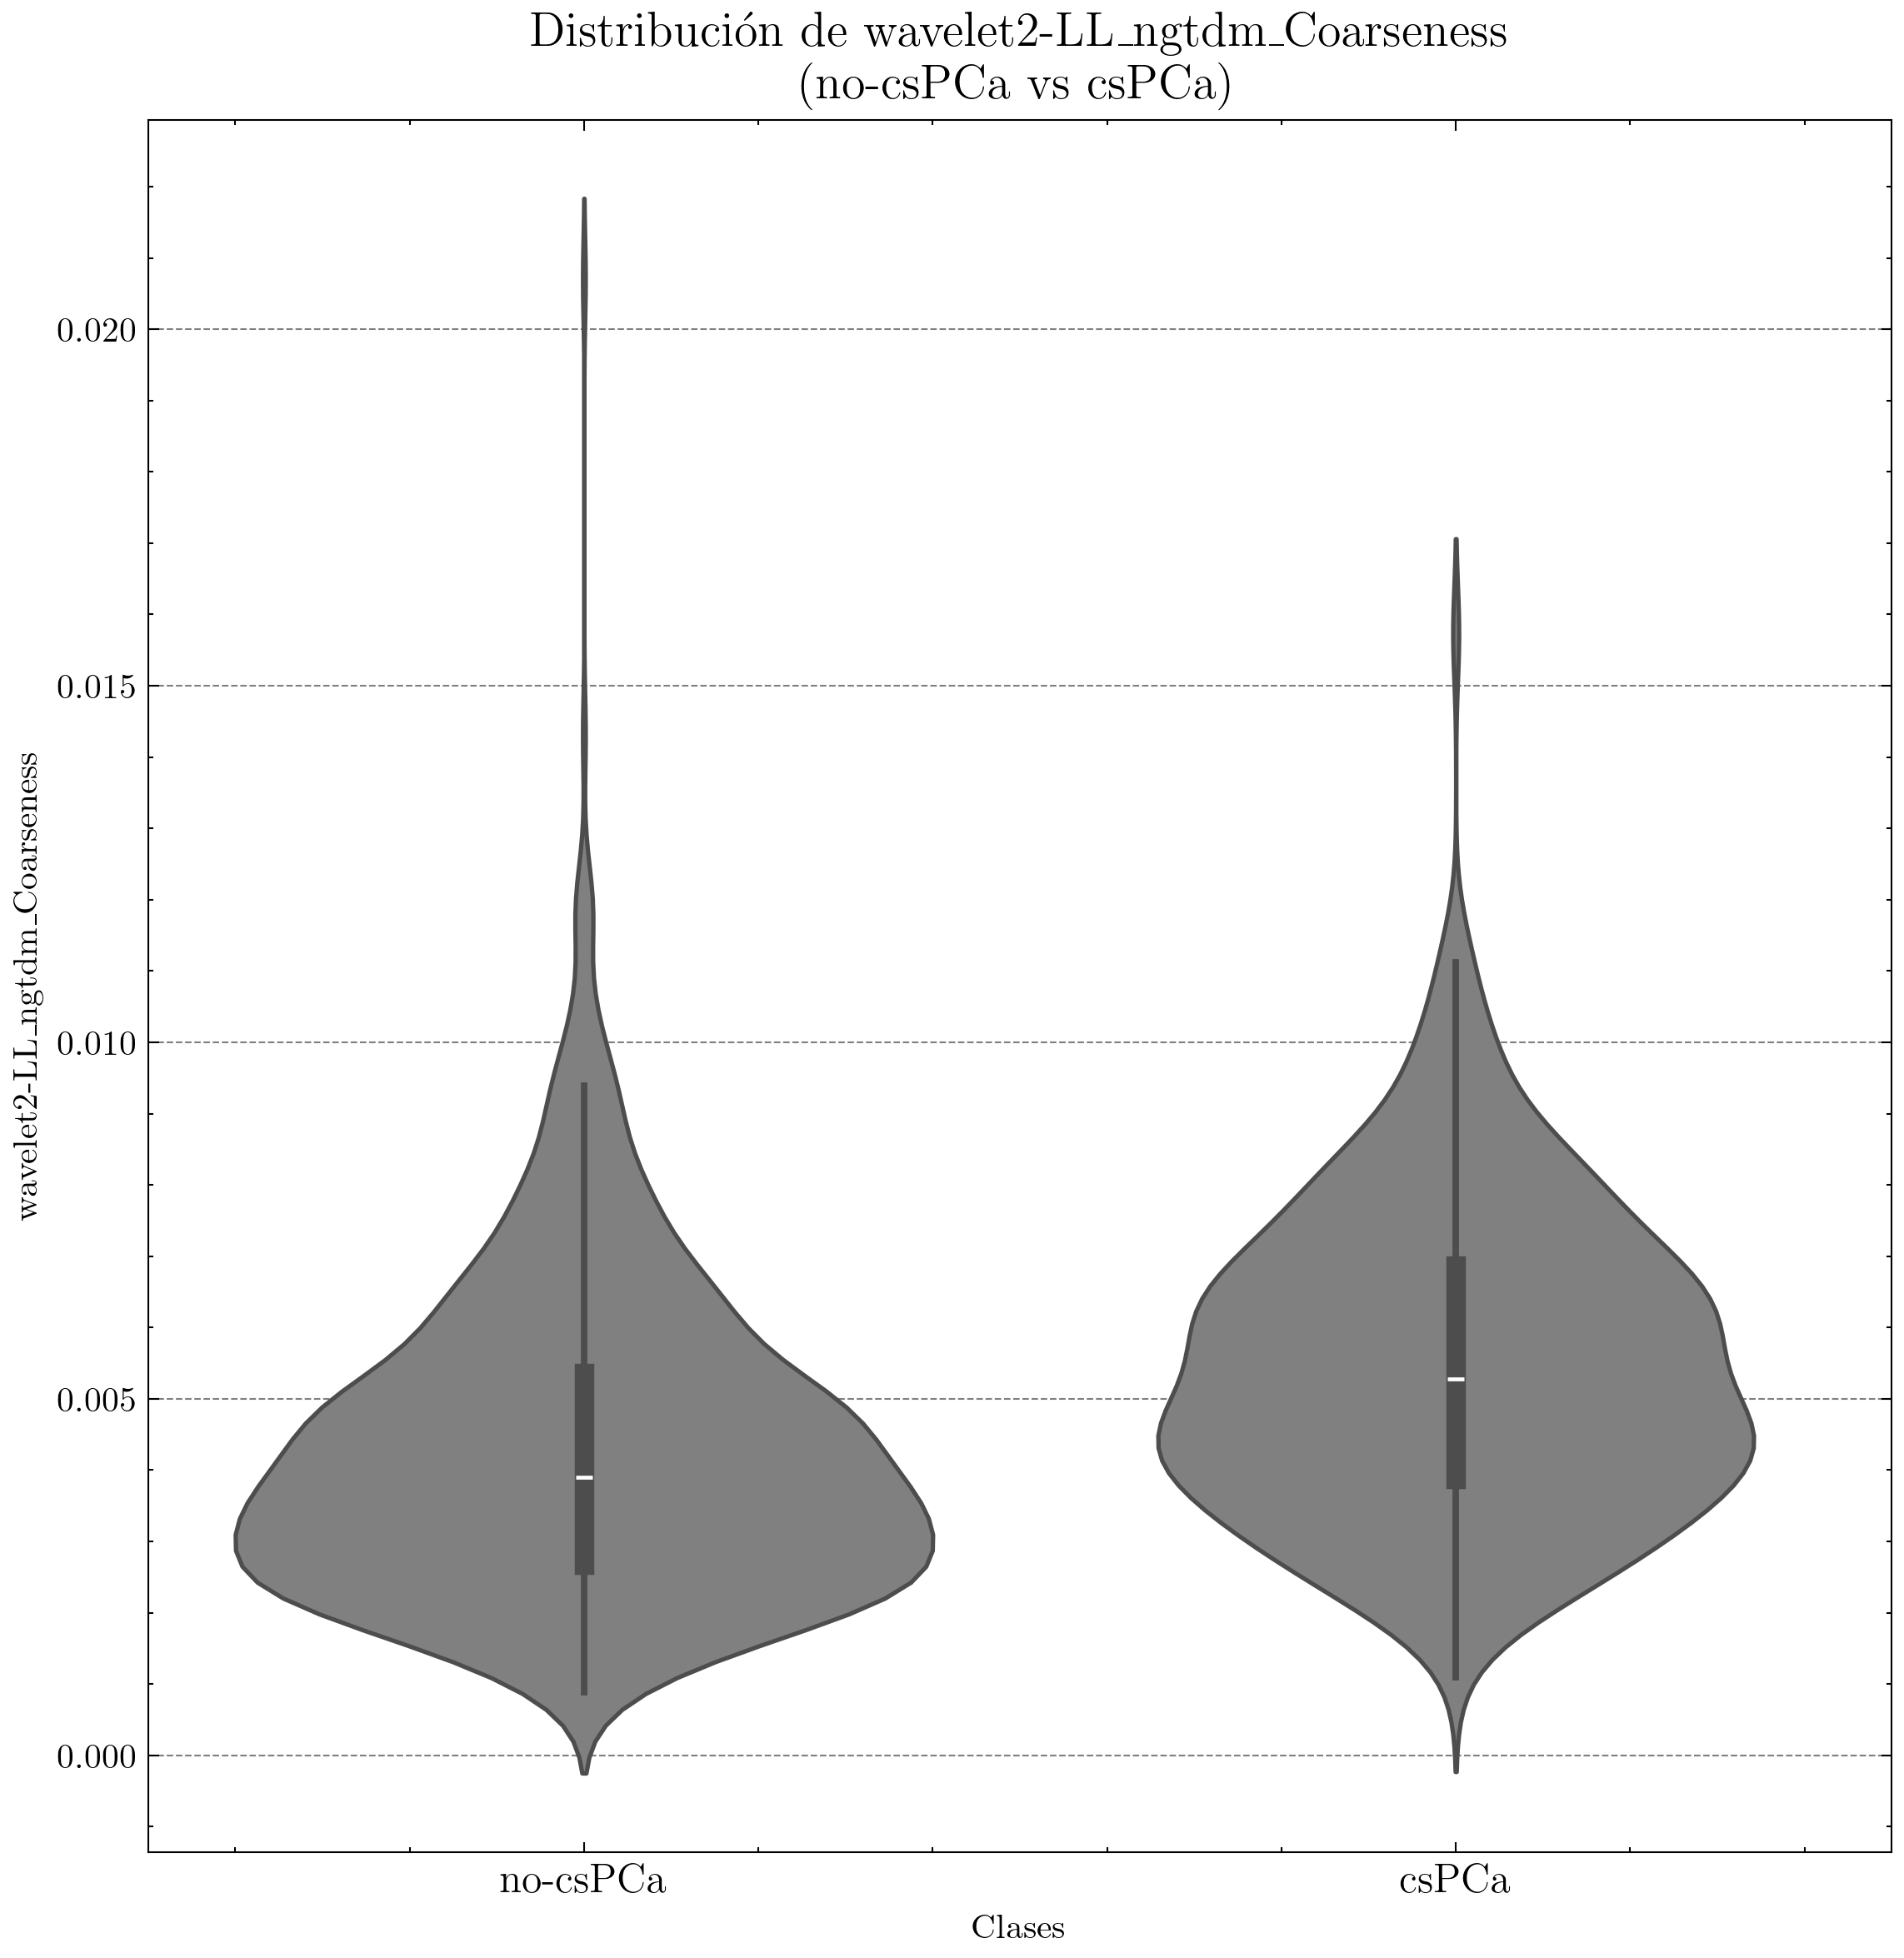 Distribución de wavelet2-LL_ngtdm_Coarseness
(no-csPCa vs csPCa)
wavelet2-LL_ngtdm_Coarseness
0.020
0.015
0.010
0.005
0.000
no-csPCa
csPCa
Clases